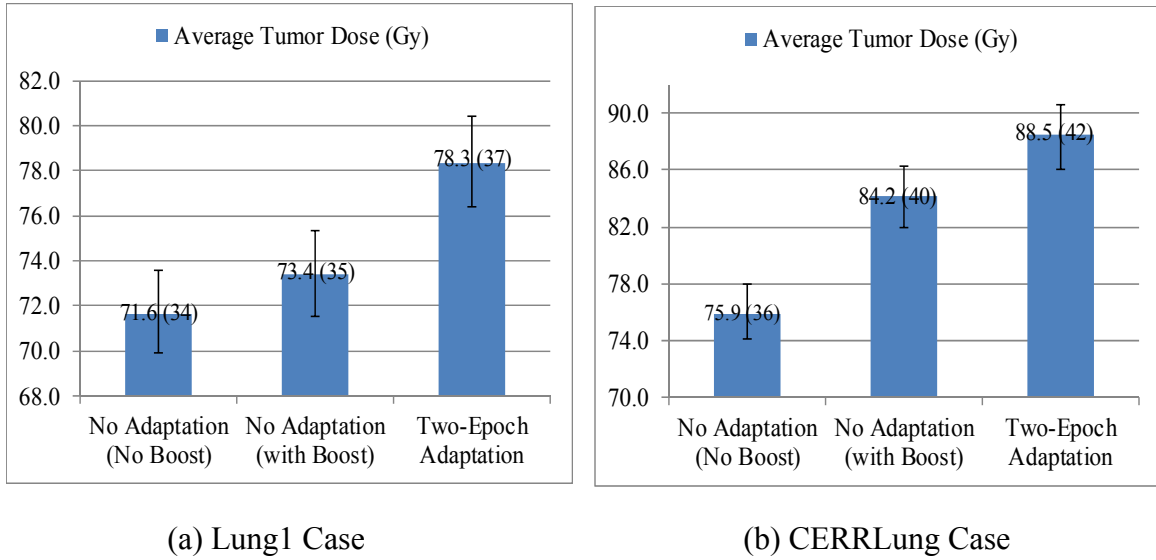 Average Tumor Dose (Gy)
82.0
80.0
78.0
76.0
74.0
72.0
70.0
68.0
71.6 (34)
73.4 (35)
78.3 (37)
No Adaptation
(No Boost)
No Adaptation
(with Boost)
Two-Epoch
Adaptation
(a) Lung1 Case
Average Tumor Dose (Gy)
90.0
86.0
82.0
78.0
74.0
70.0
75.9 (36)
84.2 (40)
88.5 (42)
No Adaptation
(No Boost)
No Adaptation
(with Boost)
Two-Epoch
Adaptation
(b) CERRLung Case